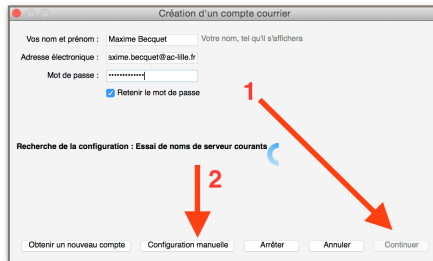 Création d'un compte courrier
Vos nom et prénom : Maxime Becquet Votre nom, tel qu'il s'affichera
Adresse électronique : axime.becquet@ac-lille.fr
Mot de passe : •••••••••••••
Retenir le mot de passe
1
Recherche de la configuration : Essai de noms de serveur courants
2
Obtenir un nouveau compte Configuration manuelle Arrêter Annuler Continuer